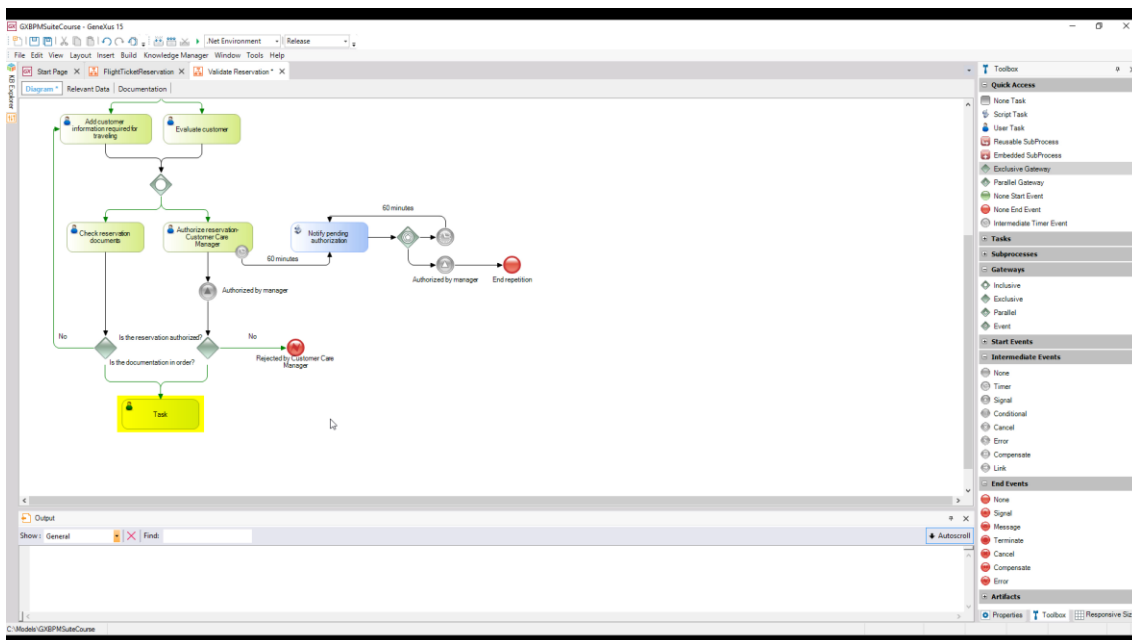 GXBPMSuiteCourse - GeneXus 15
.Net Environment
Release
File Edit View Layout Insert Build Knowledge Manager Window Tools Help
KB Explorer
Start Page
FlightTicketReservation
Validate Reservation *
Diagram *
Relevant Data
Documentation
Add customer
information required for
traveling
Evaluate customer
Check reservation
documents
Authorize reservation-
Customer Care
Manager
60 minutes
Notify pending
authorization
60 minutes
Authorized by manager
End repetition
Authorized by manager
No
Is the reservation authorized?
No
Is the documentation in order?
Rejected by Customer Care
Manager
Task
Output
Show: General
Find:
Autoscroll
C:\Models\GXBPMSuiteCourse
Toolbox
Quick Access
None Task
Script Task
User Task
Reusable SubProcess
Embedded SubProcess
Exclusive Gateway
Parallel Gateway
None Start Event
None End Event
Intermediate Timer Event
Tasks
Subprocesses
Gateways
Inclusive
Exclusive
Parallel
Event
Start Events
Intermediate Events
None
Timer
Signal
Conditional
Cancel
Error
Compensate
Link
End Events
None
Signal
Message
Terminate
Cancel
Compensate
Error
Artifacts
Properties
Toolbox
Responsive Siz